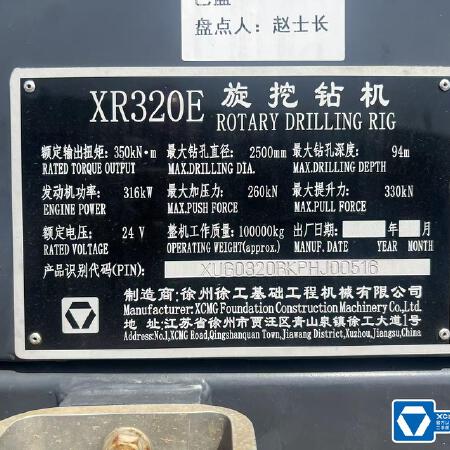 盘点人：赵士长
XR320E 旋挖钻机
ROTARY DRILLING RIG
额定输出扭矩: 350kN·m 最大钻孔直径: 2500mm 最大钻孔深度: 94m
RATED TORQUE OUTPUT MAX.DRILLING DIA. MAX.DRILLING DEPTH
发动机功率: 316kW 最大加压力: 260kN 最大提升力: 330kN
ENGINE POWER MAX.PUSH FORCE MAX.PULL FORCE
额定电压: 24V 整机工作质量: 100000kg 出厂日期: 年 月
RATED VOLTAGE OPERATING WEIGHT(approx.) MANUF. DATE YEAR MONTH
产品识别代码(PIN):
制造商:徐州徐工基础工程机械有限公司
Manufacturer:XCMG Foundation Construction Machinery Co.,Ltd.
地 址:江苏省徐州市贾汪区青山泉镇徐工大道1号
Address:No.1,XCMG Road,Qingshanquan Town,Jiawang District,Xuzhou,Jiangsu,China